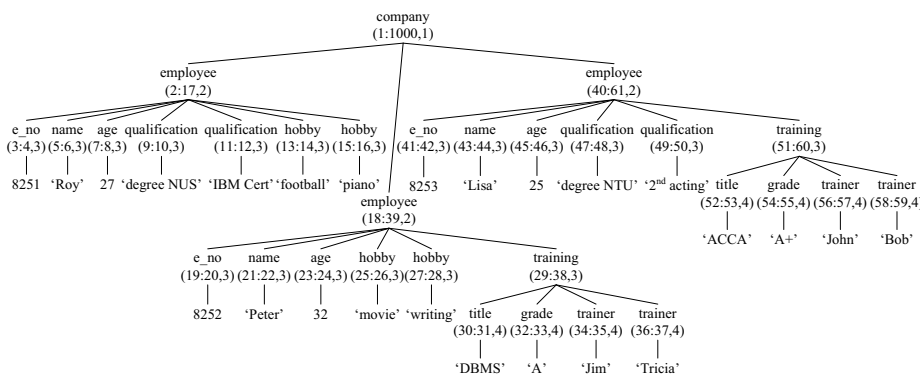 company
(1:1000,1)
employee employee
(2:17,2) (40:61,2)
e_no name age qualification qualification hobby hobby e_no name age qualification qualification training
(3:4,3) (5:6,3) (7:8,3) (9:10,3) (11:12,3) (13:14,3) (15:16,3) (41:42,3) (43:44,3) (45:46,3) (47:48,3) (49:50,3) (51:60,3)
8251 ‘Roy’ 27 ‘degree NUS’ ‘IBM Cert’ ‘football’ ‘piano’ 8253 ‘Lisa’ 25 ‘degree NTU’ ‘2nd acting’ title grade trainer trainer
employee (52:53,4) (54:55,4) (56:57,4) (58:59,4)
(18:39,2)
‘ACCA’ ‘A+’ ‘John’ ‘Bob’
e_no name age hobby hobby training
(19:20,3) (21:22,3) (23:24,3) (25:26,3) (27:28,3) (29:38,3)
8252 ‘Peter’ 32 ‘movie’ ‘writing’ title grade trainer trainer
(30:31,4) (32:33,4) (34:35,4) (36:37,4)
‘DBMS’ ‘A’ ‘Jim’ ‘Tricia’